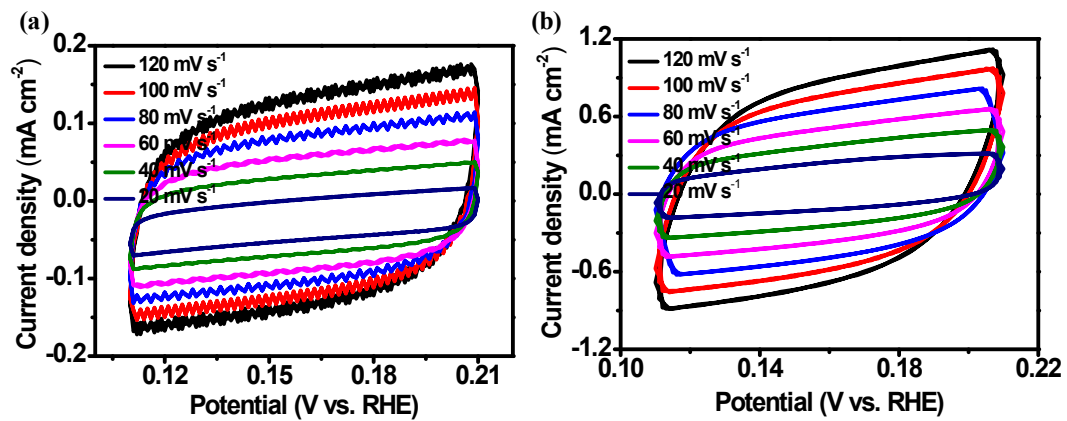 (a)
0.2
0.1
0.0
-0.1
-0.2
120 mV s⁻¹
100 mV s⁻¹
80 mV s⁻¹
60 mV s⁻¹
40 mV s⁻¹
20 mV s⁻¹
Current density (mA cm⁻²)
0.12 0.15 0.18 0.21
Potential (V vs. RHE)
(b)
1.2
0.6
0.0
-0.6
-1.2
120 mV s⁻¹
100 mV s⁻¹
80 mV s⁻¹
60 mV s⁻¹
40 mV s⁻¹
20 mV s⁻¹
Current density (mA cm⁻²)
0.10 0.14 0.18 0.22
Potential (V vs. RHE)